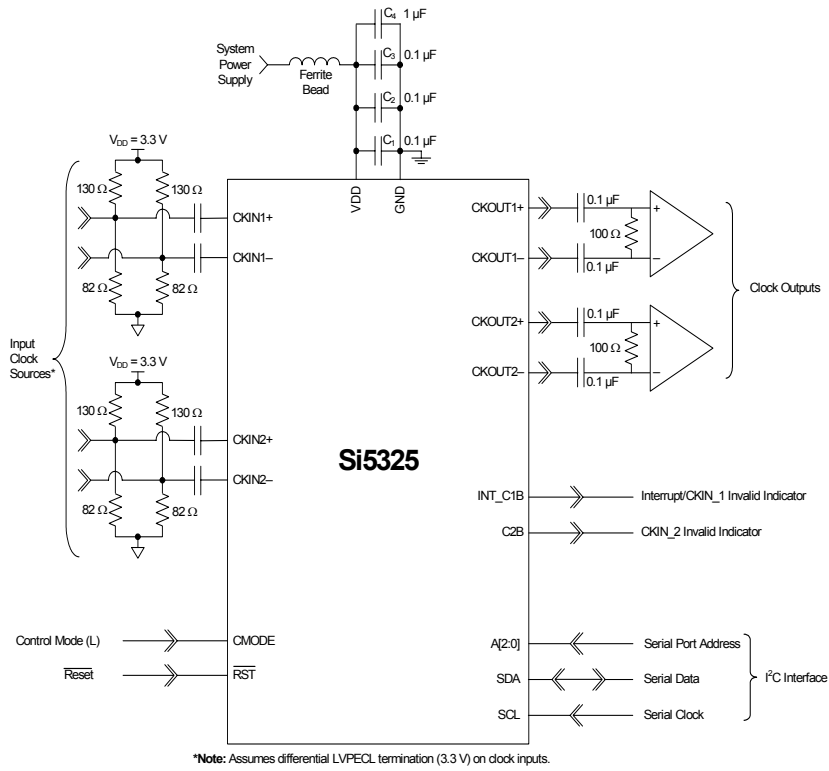 C4 1 µF
System
Power
Supply
Ferrite
Bead
C3 0.1 µF
C2 0.1 µF
C1 0.1 µF
VDD = 3.3 V
130 Ω 130 Ω
82 Ω 82 Ω
VDD = 3.3 V
130 Ω 130 Ω
82 Ω 82 Ω
Input
Clock
Sources*
VDD GND
CKIN1+
CKIN1–
CKIN2+
CKIN2–
Si5325
CKOUT1+ 0.1 µF +
100 Ω
CKOUT1– 0.1 µF –
CKOUT2+ 0.1 µF +
100 Ω
CKOUT2– 0.1 µF –
Clock Outputs
INT_C1B Interrupt/CKIN_1 Invalid Indicator
C2B CKIN_2 Invalid Indicator
Control Mode (L) CMODE
Reset RST
A[2:0] Serial Port Address
SDA Serial Data
SCL Serial Clock
I²C Interface
*Note: Assumes differential LVPECL termination (3.3 V) on clock inputs.